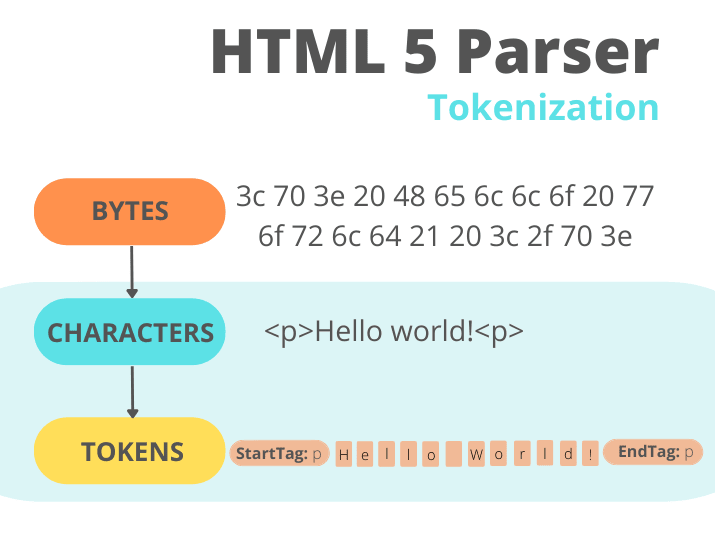 HTML 5 Parser
Tokenization
BYTES
3c 70 3e 20 48 65 6c 6c 6f 20 77
6f 72 6c 64 21 20 3c 2f 70 3e
CHARACTERS
<p>Hello world!<p>
TOKENS
StartTag: p H e l l o W o r l d ! EndTag: p